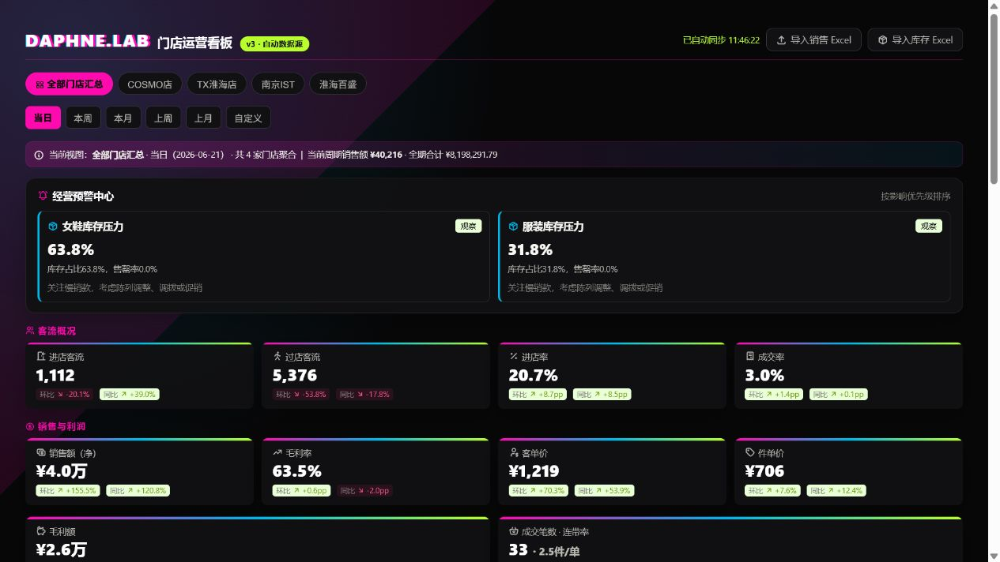 DAPHNE.LAB 门店运营看板 v3 · 自动数据源
已自动同步 11:46:22 导入销售 Excel 导入库存 Excel
全部门店汇总 COSMO店 TX淮海店 南京IST 淮海百盛
当日 本周 本月 上周 上月 自定义
当前视图: 全部门店汇总 · 当日（2026-06-21） · 共 4 家门店聚合 | 当前周期销售额 ¥40,216 · 全期合计 ¥8,198,291.79
经营预警中心 按影响优先级排序
女鞋库存压力 观察
63.8%
库存占比63.8%，售罄率0.0%
关注慢销款，考虑陈列调整、调拨或促销
服装库存压力 观察
31.8%
库存占比31.8%，售罄率0.0%
关注慢销款，考虑陈列调整、调拨或促销
客流概况
进店客流
1,112
环比 ↘ -20.1% 同比 ↗ +39.0%
过店客流
5,376
环比 ↘ -53.8% 同比 ↘ -17.8%
进店率
20.7%
环比 ↗ +8.7pp 同比 ↗ +8.5pp
成交率
3.0%
环比 ↗ +1.4pp 同比 ↗ +0.1pp
销售与利润
销售额（净）
¥4.0万
环比 ↗ +155.5% 同比 ↗ +120.8%
毛利率
63.5%
环比 ↗ +0.6pp 同比 ↘ -2.0pp
客单价
¥1,219
环比 ↗ +70.3% 同比 ↗ +53.9%
件单价
¥706
环比 ↗ +7.6% 同比 ↗ +12.4%
毛利额
¥2.6万
成交笔数 · 连带率
33 · 2.5件/单